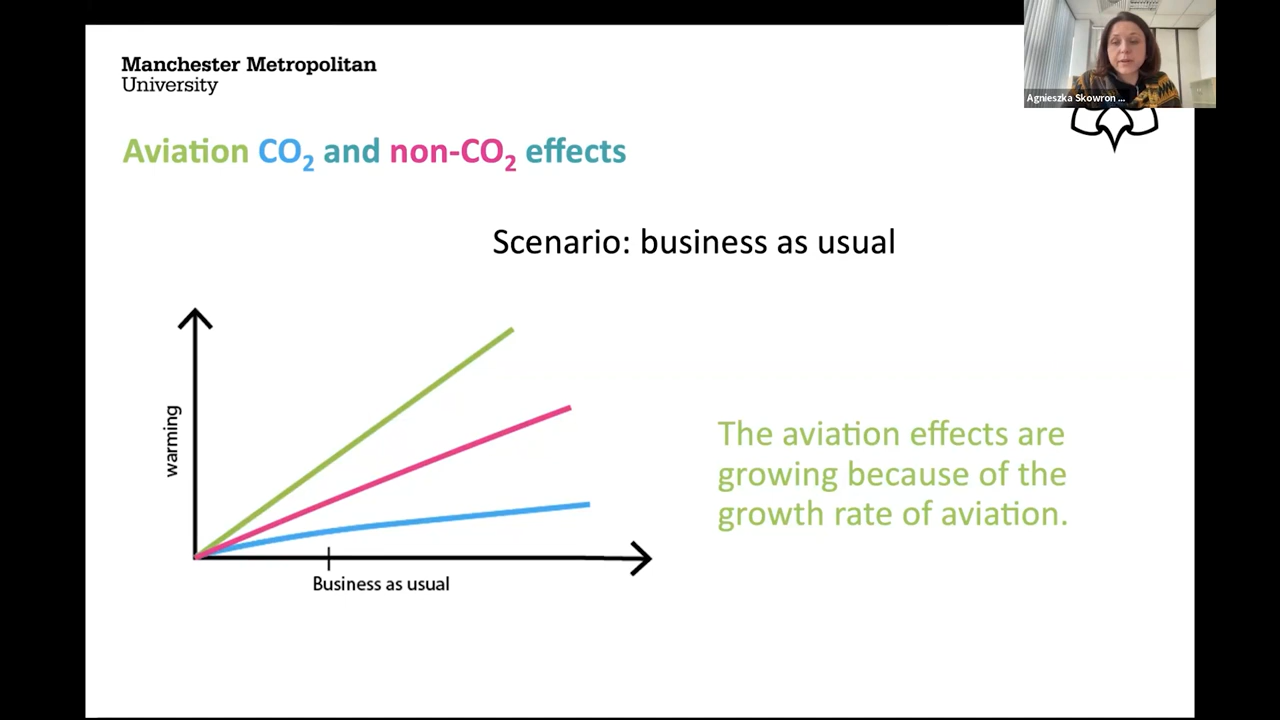 Manchester Metropolitan
University
Agnieszka Skowron ...
Aviation CO₂ and non-CO₂ effects
Scenario: business as usual
warming
The aviation effects are
growing because of the
growth rate of aviation.
Business as usual